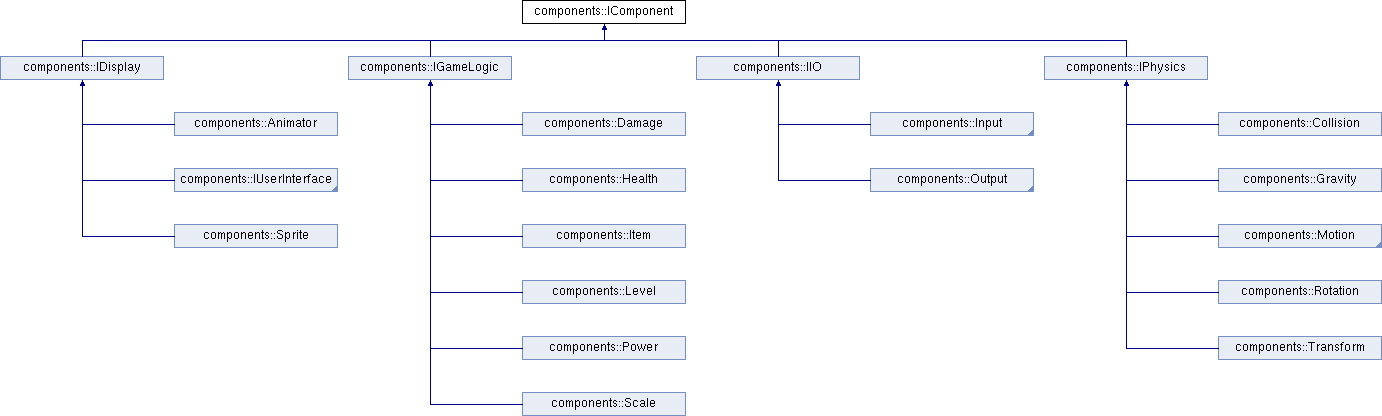 components::IComponent
components::IDisplay
components::IGameLogic
components::IIO
components::IPhysics
components::Animator
components::Damage
components::Input
components::Collision
components::IUserInterface
components::Health
components::Output
components::Gravity
components::Sprite
components::Item
components::Motion
components::Level
components::Rotation
components::Power
components::Transform
components::Scale